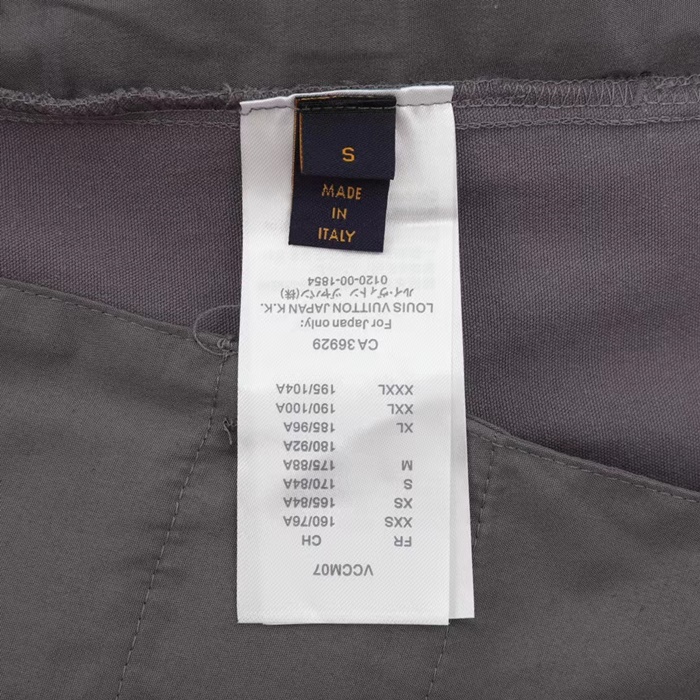 S
MADE
IN
ITALY
VCCM07
FR CH
XXS 160/76A
XS 165/84A
S 170/84A
M 175/88A
180/92A
XL 185/96A
XXL 190/100A
XXXL 195/104A
CA 36929
For Japan only:
LOUIS VUITTON JAPAN K.K.
ルイ・ヴィトン ジャパン(株)
0120-00-1854